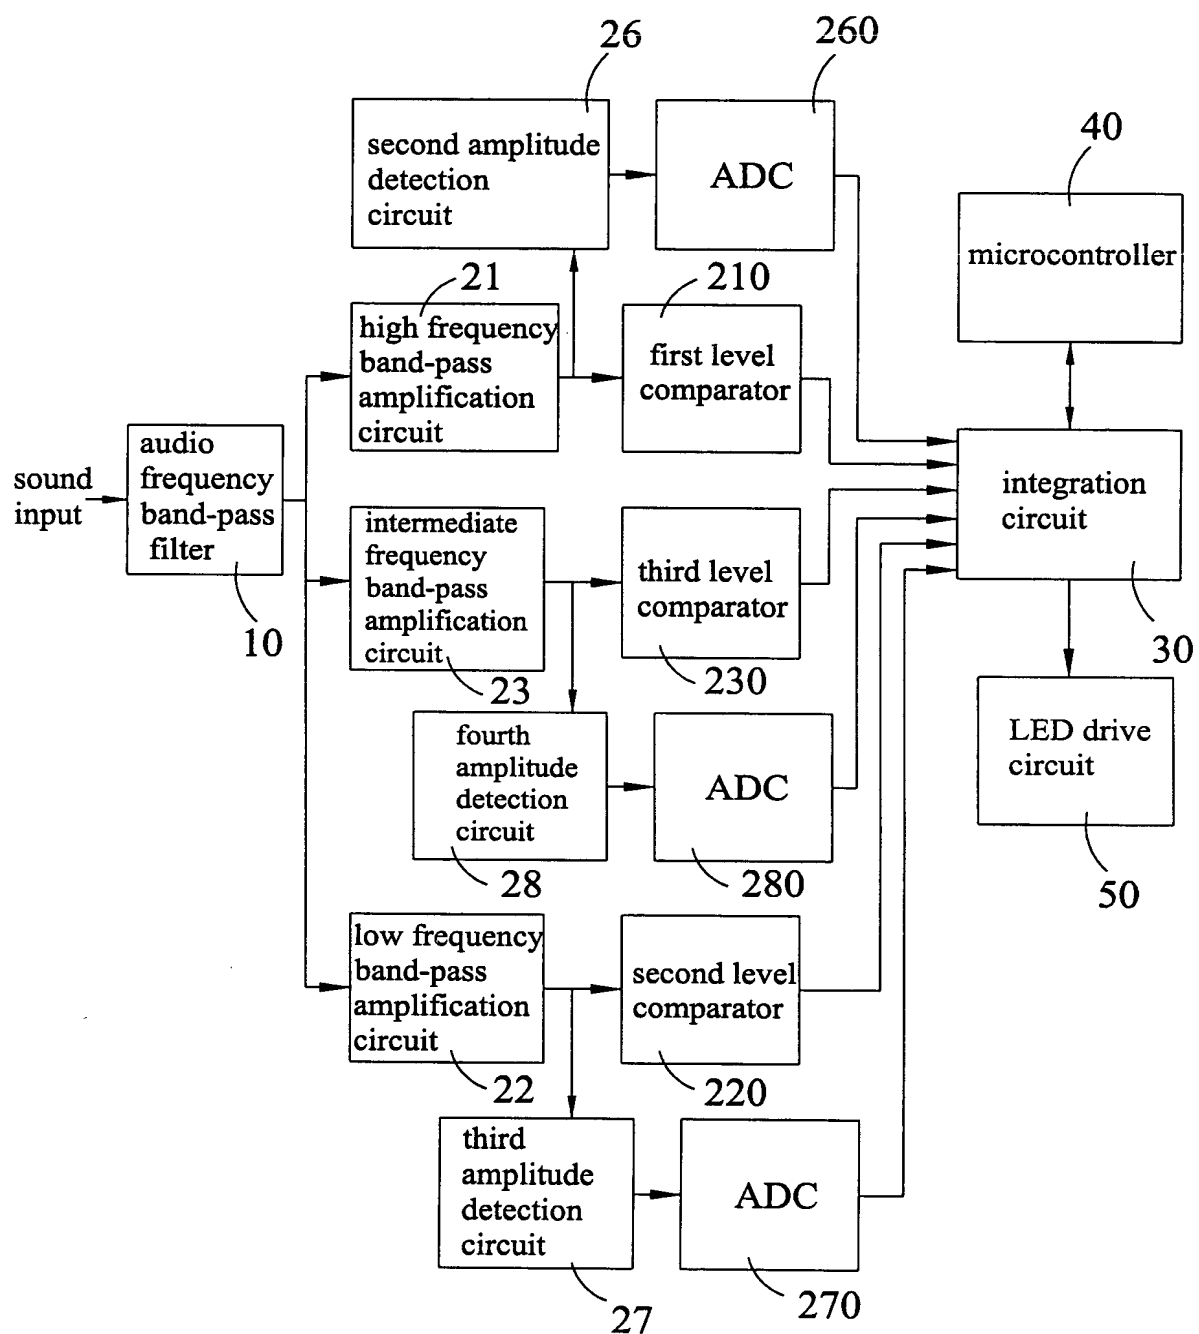 26
260
second amplitude
detection
circuit
ADC
40
microcontroller
21
210
high frequency
band-pass
amplification
circuit
first level
comparator
sound
input
audio
frequency
band-pass
filter
10
integration
circuit
30
intermediate
frequency
band-pass
amplification
circuit
23
third level
comparator
230
fourth
amplitude
detection
circuit
28
ADC
280
LED drive
circuit
50
low frequency
band-pass
amplification
circuit
22
second level
comparator
220
third
amplitude
detection
circuit
27
ADC
270